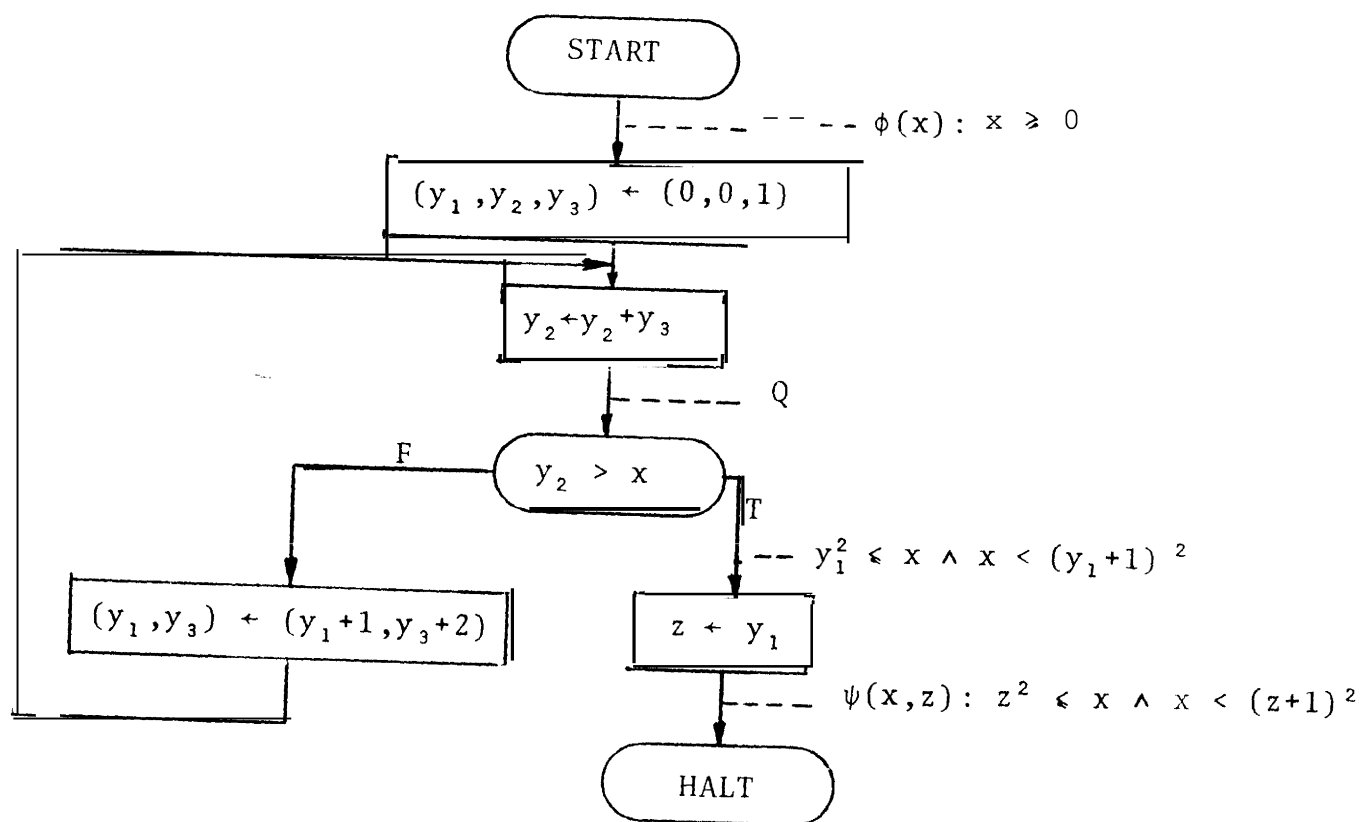 START
ϕ(x): x ⩾ 0
(y₁,y₂,y₃) ← (0,0,1)
y₂←y₂+y₃
Q
F
y₂ > x
T
y₁² ⩽ x ∧ x < (y₁+1)²
(y₁,y₃) ← (y₁+1,y₃+2)
z ← y₁
ψ(x,z): z² ⩽ x ∧ x < (z+1)²
HALT